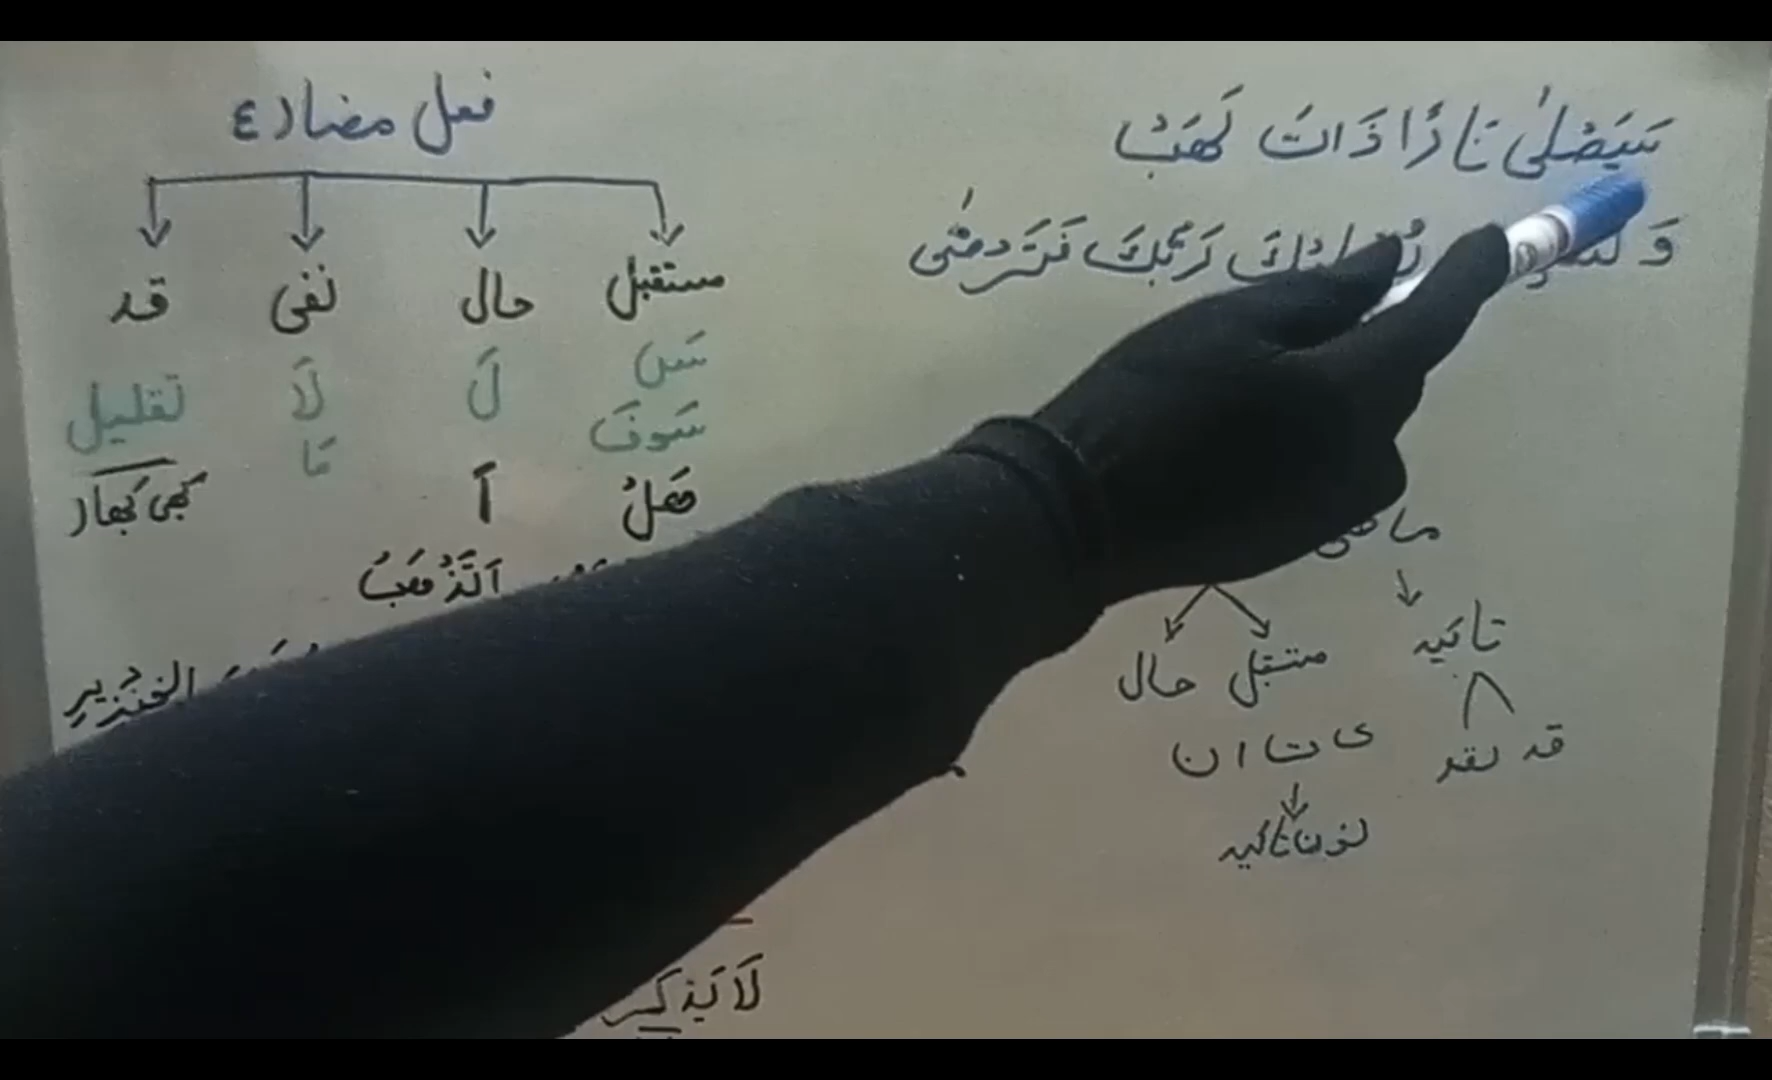 سَیَصْلٰی نَارًا ذَاتَ لَهَبْ
وَ رَبُّكَ فَتَرْضٰی
فعل مضارع
مستقبل حال نفی قد
سَ لَ لَا تقلیل
سَوفَ مَا
هَلْ أ کبھی کبھار
اَتَذْهَبُ
الخنزیرِ
ماضی
تاکید
مستقبل حال
قد لقد
ی ت ا ن
نون تاکید